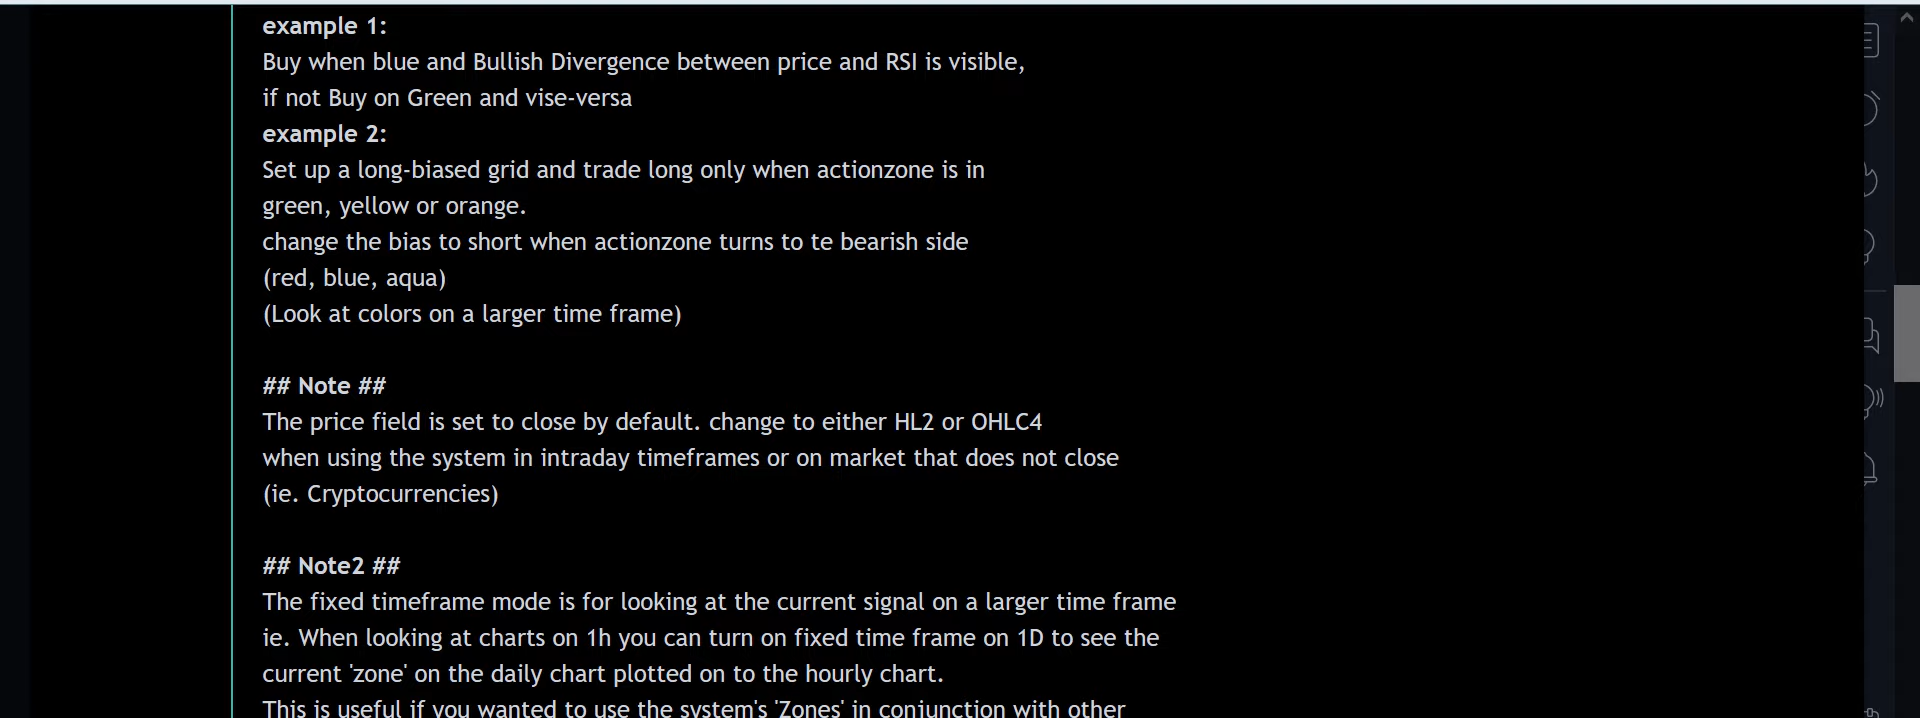 example 1:
Buy when blue and Bullish Divergence between price and RSI is visible,
if not Buy on Green and vise-versa
example 2:
Set up a long-biased grid and trade long only when actionzone is in
green, yellow or orange.
change the bias to short when actionzone turns to te bearish side
(red, blue, aqua)
(Look at colors on a larger time frame)
## Note ##
The price field is set to close by default. change to either HL2 or OHLC4
when using the system in intraday timeframes or on market that does not close
(ie. Cryptocurrencies)
## Note2 ##
The fixed timeframe mode is for looking at the current signal on a larger time frame
ie. When looking at charts on 1h you can turn on fixed time frame on 1D to see the
current 'zone' on the daily chart plotted on to the hourly chart.
This is useful if you wanted to use the system's 'Zones' in conjunction with other